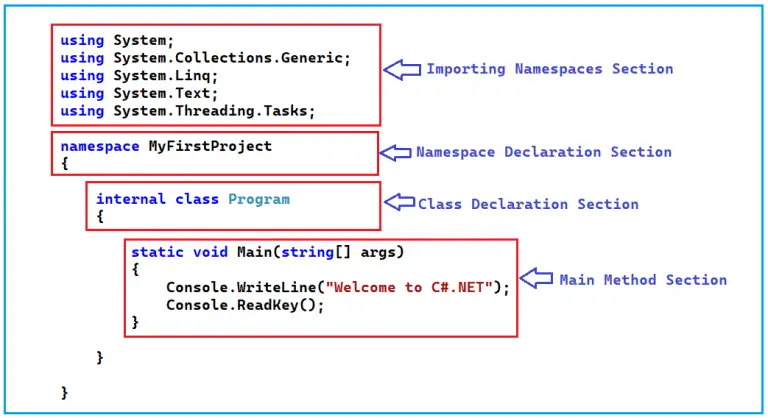 using System;
using System.Collections.Generic;
using System.Linq;
using System.Text;
using System.Threading.Tasks;
Importing Namespaces Section
namespace MyFirstProject
{
Namespace Declaration Section
internal class Program
{
Class Declaration Section
static void Main(string[] args)
{
Console.WriteLine("Welcome to C#.NET");
Console.ReadKey();
}
Main Method Section
}
}